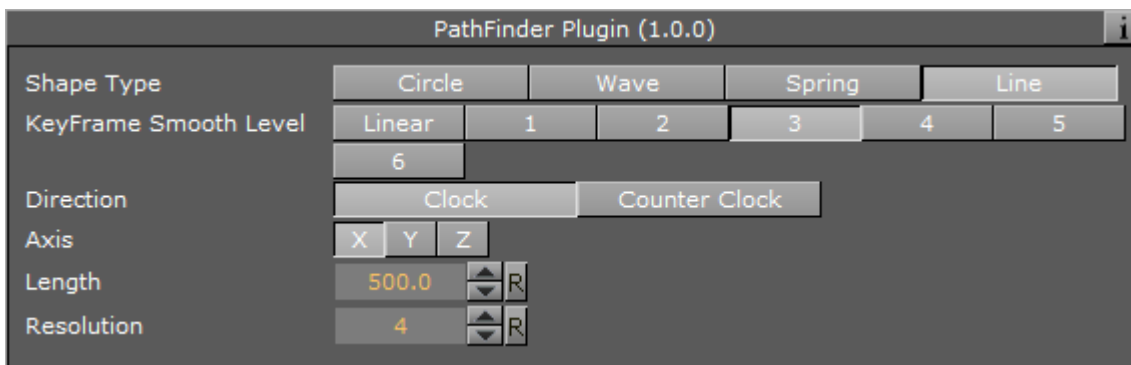 PathFinder Plugin (1.0.0) i
Shape Type Circle Wave Spring Line
KeyFrame Smooth Level Linear 1 2 3 4 5
6
Direction Clock Counter Clock
Axis X Y Z
Length 500.0 R
Resolution 4 R